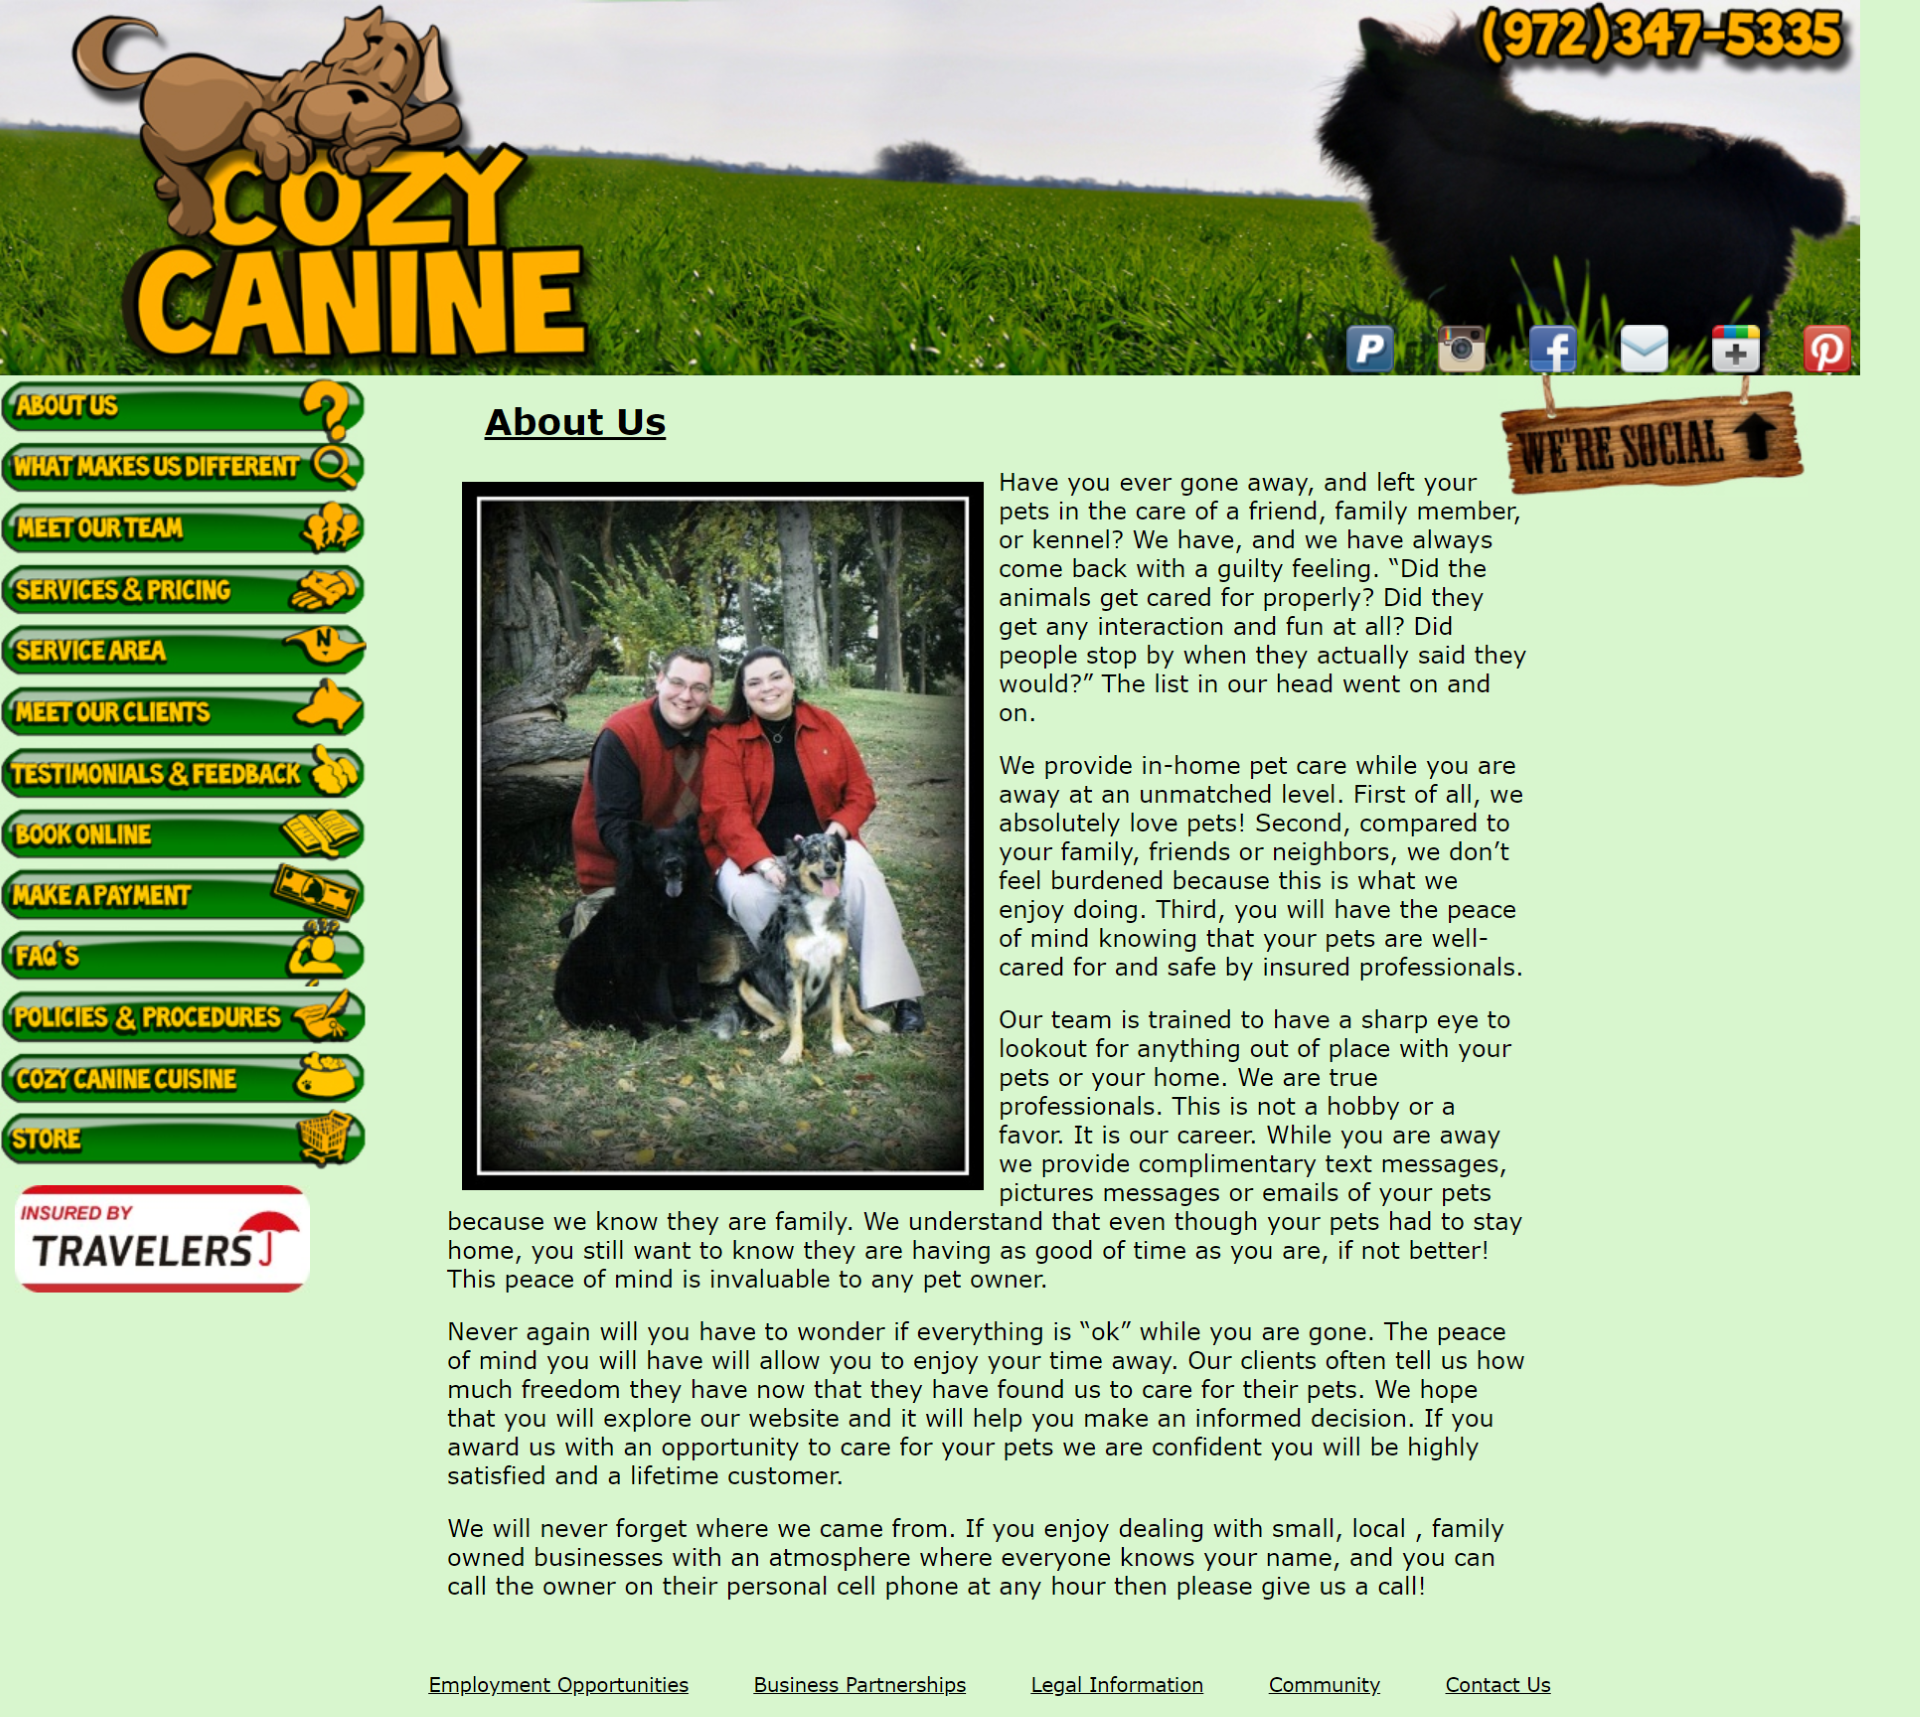 (972)347-5335
COZY
CANINE
WE'RE SOCIAL
ABOUT US
WHAT MAKES US DIFFERENT
MEET OUR TEAM
SERVICES & PRICING
SERVICE AREA
N
MEET OUR CLIENTS
TESTIMONIALS & FEEDBACK
BOOK ONLINE
MAKE A PAYMENT
FAQ'S
POLICIES & PROCEDURES
COZY CANINE CUISINE
STORE
INSURED BY
TRAVELERS
About Us
Have you ever gone away, and left your
pets in the care of a friend, family member,
or kennel? We have, and we have always
come back with a guilty feeling. “Did the
animals get cared for properly? Did they
get any interaction and fun at all? Did
people stop by when they actually said they
would?” The list in our head went on and
on.
We provide in-home pet care while you are
away at an unmatched level. First of all, we
absolutely love pets! Second, compared to
your family, friends or neighbors, we don’t
feel burdened because this is what we
enjoy doing. Third, you will have the peace
of mind knowing that your pets are well-
cared for and safe by insured professionals.
Our team is trained to have a sharp eye to
lookout for anything out of place with your
pets or your home. We are true
professionals. This is not a hobby or a
favor. It is our career. While you are away
we provide complimentary text messages,
pictures messages or emails of your pets
because we know they are family. We understand that even though your pets had to stay
home, you still want to know they are having as good of time as you are, if not better!
This peace of mind is invaluable to any pet owner.
Never again will you have to wonder if everything is “ok” while you are gone. The peace
of mind you will have will allow you to enjoy your time away. Our clients often tell us how
much freedom they have now that they have found us to care for their pets. We hope
that you will explore our website and it will help you make an informed decision. If you
award us with an opportunity to care for your pets we are confident you will be highly
satisfied and a lifetime customer.
We will never forget where we came from. If you enjoy dealing with small, local , family
owned businesses with an atmosphere where everyone knows your name, and you can
call the owner on their personal cell phone at any hour then please give us a call!
Employment Opportunities Business Partnerships Legal Information Community Contact Us